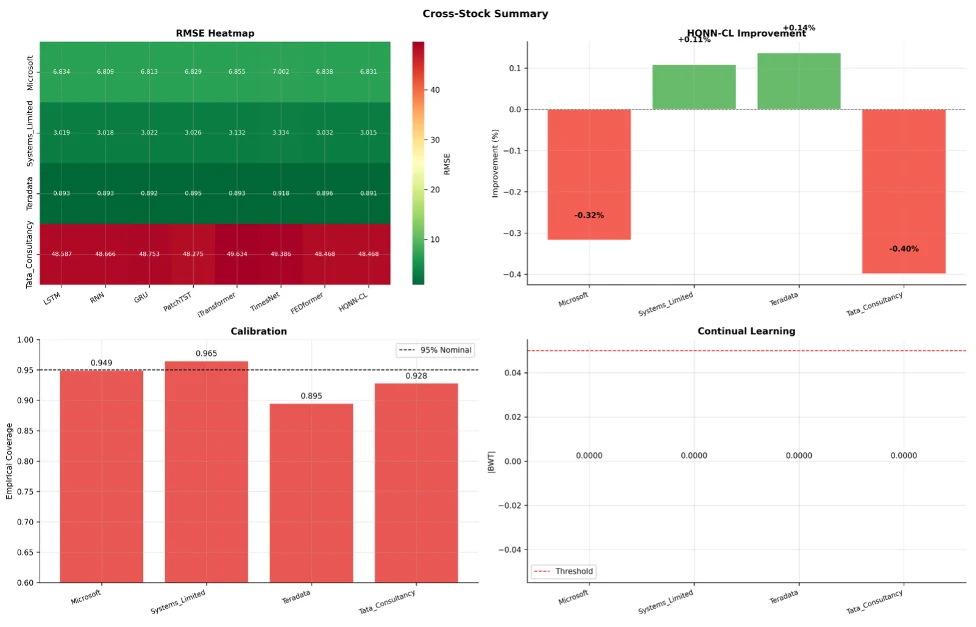 Cross-Stock Summary
RMSE Heatmap
Microsoft
Systems_Limited
Teradata
Tata_Consultancy
6.834 6.809 6.813 6.829 6.855 7.002 6.838 6.831
3.019 3.018 3.022 3.026 3.132 3.334 3.032 3.015
0.893 0.893 0.892 0.895 0.893 0.918 0.896 0.891
48.587 48.666 48.753 48.275 49.634 49.386 48.468 48.468
LSTM RNN GRU PatchTST iTransformer TimesNet FEDformer HQNN-CL
40
30
20
10
RMSE
HQNN-CL Improvement
+0.11%
+0.14%
-0.32%
-0.40%
Improvement (%)
0.1
0.0
−0.1
−0.2
−0.3
−0.4
Microsoft Systems_Limited Teradata Tata_Consultancy
Calibration
95% Nominal
0.949 0.965 0.895 0.928
Empirical Coverage
1.00
0.95
0.90
0.85
0.80
0.75
0.70
0.65
0.60
Microsoft Systems_Limited Teradata Tata_Consultancy
Continual Learning
|BWT|
0.04
0.02
0.00
−0.02
−0.04
0.0000 0.0000 0.0000 0.0000
Threshold
Microsoft Systems_Limited Teradata Tata_Consultancy